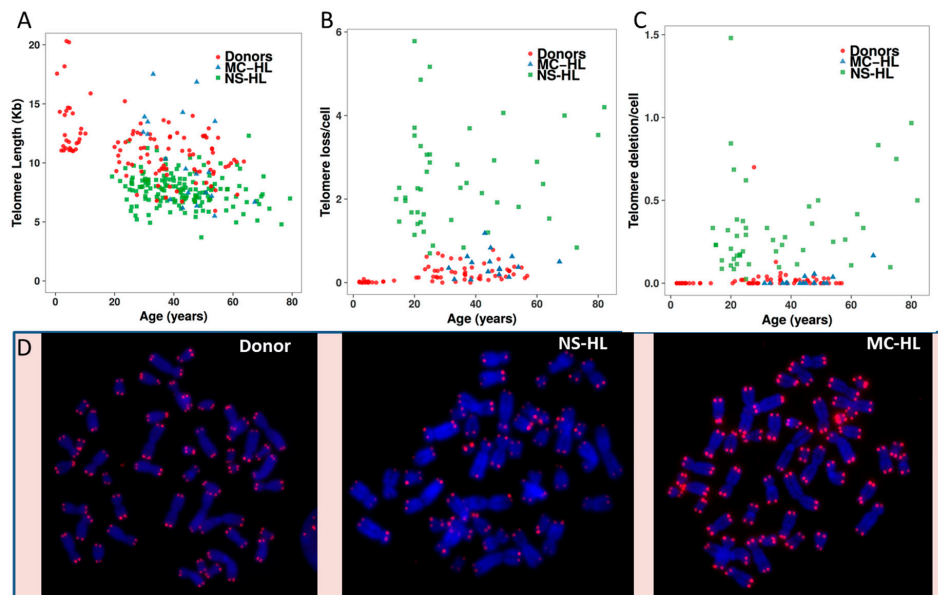 A
20
15
10
5
0
Telomere Length (Kb)
Donors
MC-HL
NS-HL
0
20
40
60
80
Age (years)
B
6
4
2
0
Telomere loss/cell
Donors
MC-HL
NS-HL
0
20
40
60
80
Age (years)
C
1.5
1.0
0.5
0.0
Telomere deletion/cell
Donors
MC-HL
NS-HL
0
20
40
60
80
Age (years)
D
Donor
NS-HL
MC-HL